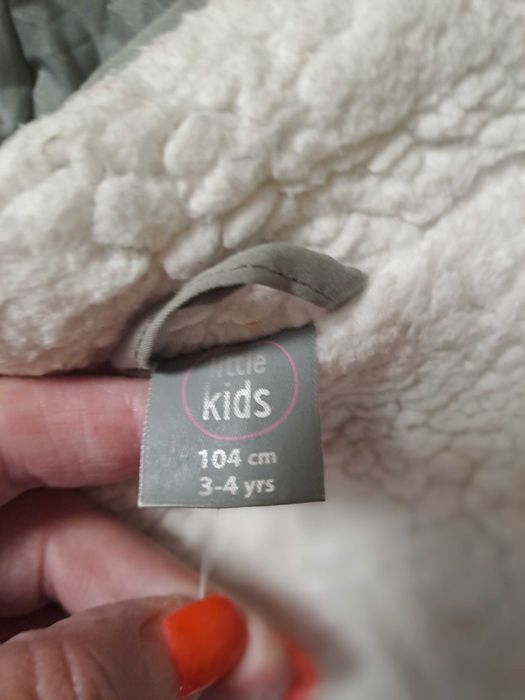 little
kids
104 cm
3-4 yrs